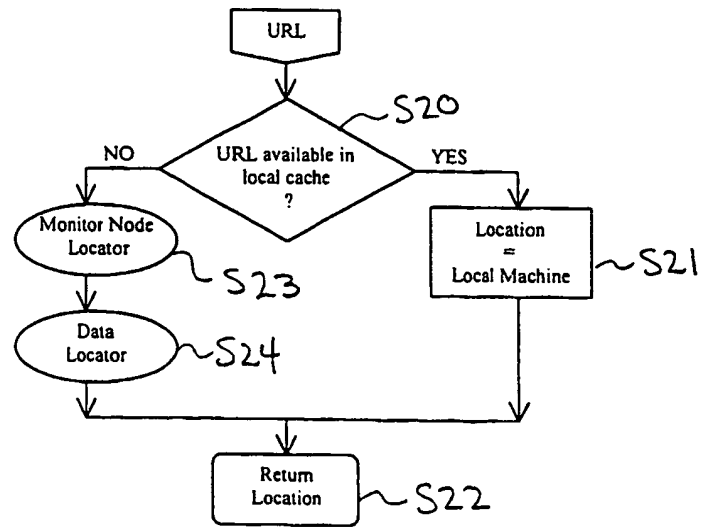 URL
S20
NO
URL available in
local cache
?
YES
Monitor Node
Locator
S23
Location
=
Local Machine
S21
Data
Locator
S24
Return
Location
S22